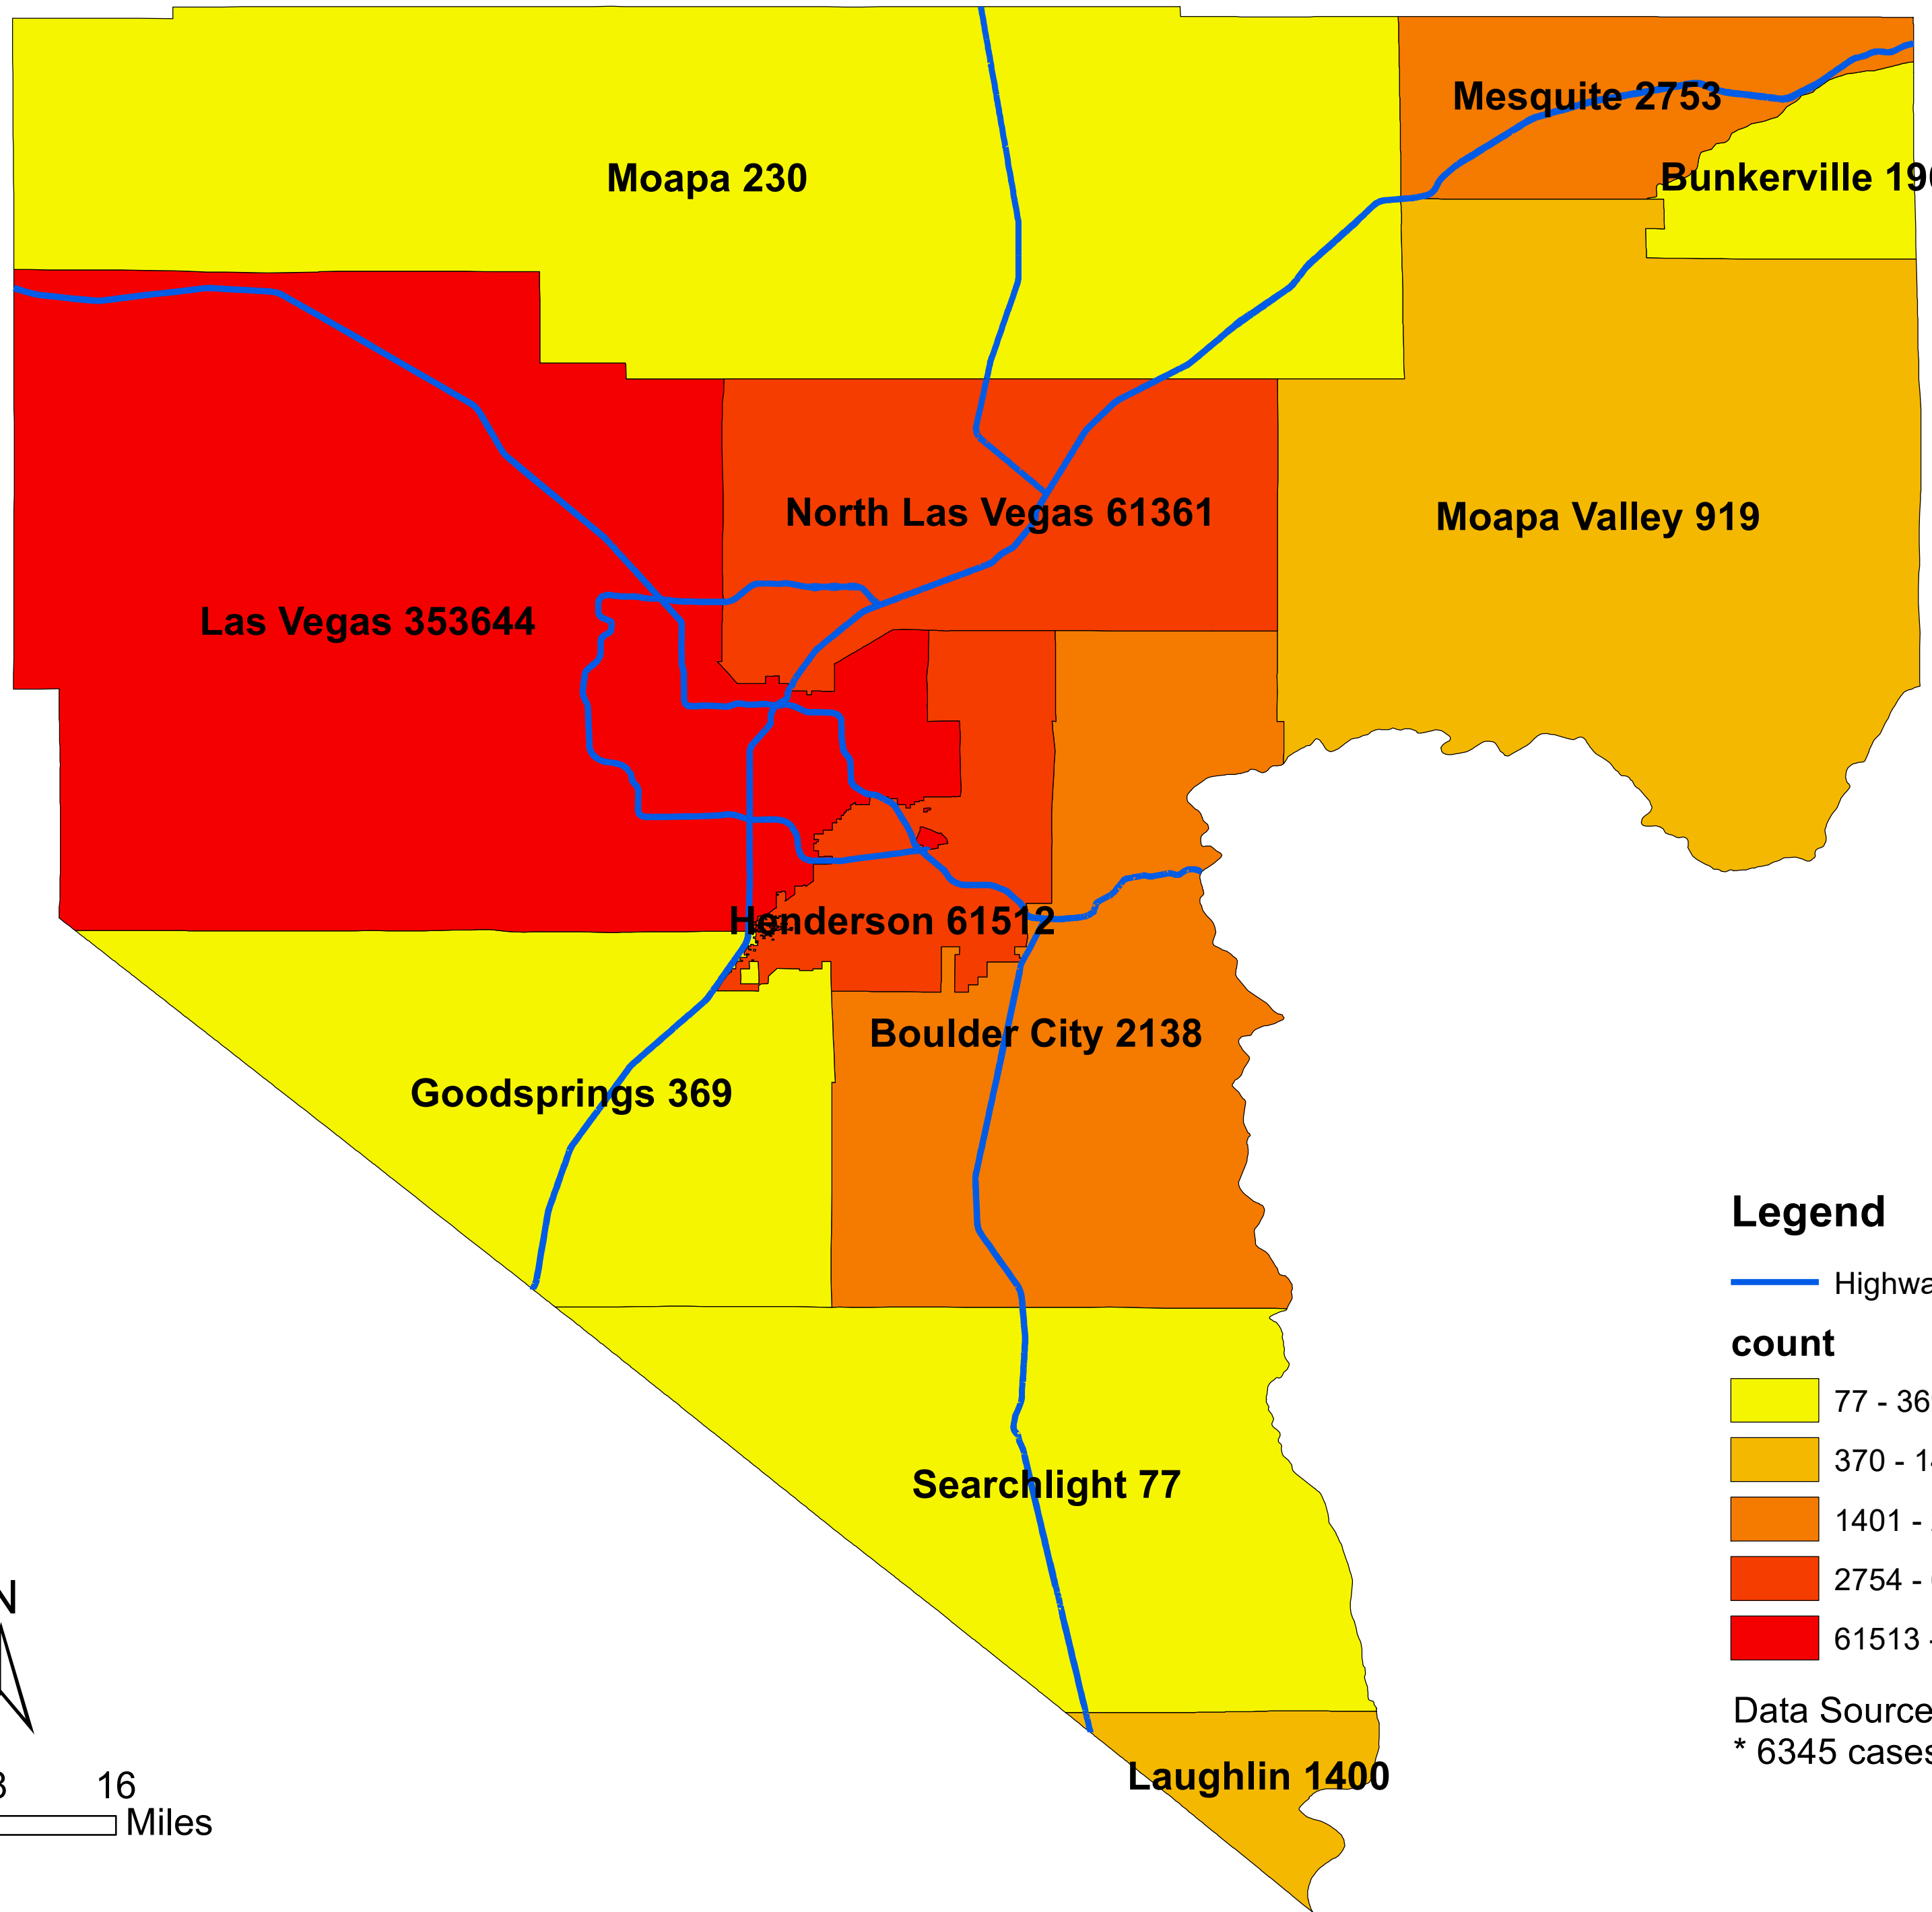 Mesquite 2753
Moapa 230
Bunkerville
North Las Vegas 61361
Moapa Valley 919
Las Vegas 353644
Henderson 61512
Boulder City 2138
Goodsprings 369
Legend
count
77 - 36
370 - 1
Searchlight 77
1401 -
2754 -
N
61513 -
Data Source
* 6345 cases
Laughlin 1400
16
Miles